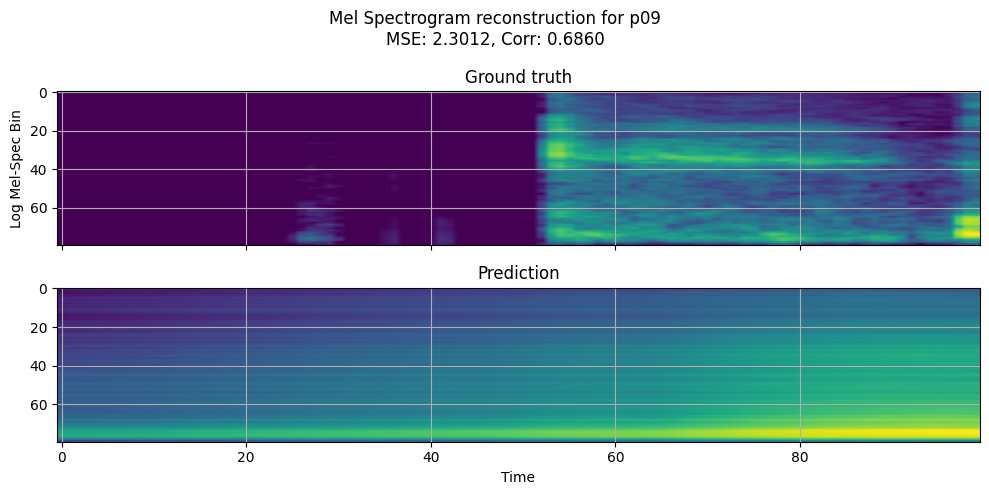 Mel Spectrogram reconstruction for p09
MSE: 2.3012, Corr: 0.6860
Ground truth
0
20
40
60
Log Mel-Spec Bin
Prediction
0
20
40
60
0 20 40 60 80
Time